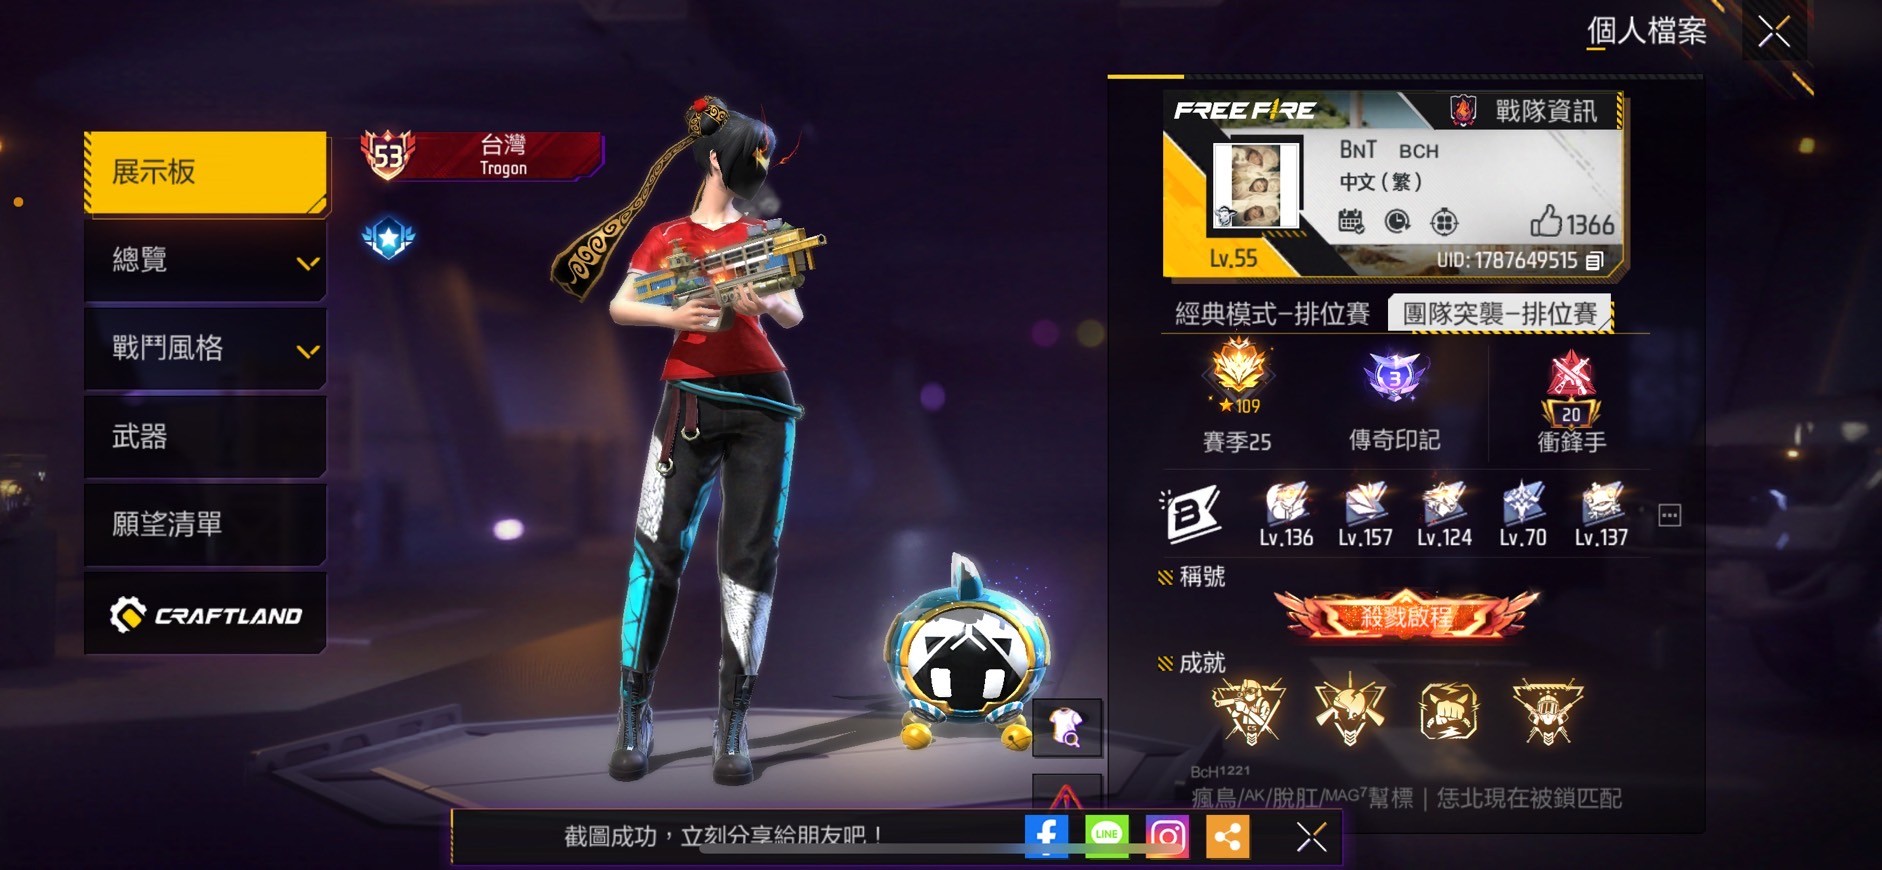 個人檔案
展示板
總覽
戰鬥風格
武器
願望清單
CRAFTLAND
53
台灣
Trogon
FREE FIRE
戰隊資訊
BNT BCH
中文(繁)
1366
Lv.55
UID: 1787649515
經典模式-排位賽
團隊突襲-排位賽
109
3
20
賽季25
傳奇印記
衝鋒手
B
Lv.136
Lv.157
Lv.124
Lv.70
Lv.137
稱號
殺戮啟程
成就
BcH¹²²¹
瘋鳥/ᴬᴷ/脫肛/ᴹᴬᴳ⁷幫標｜恁北現在被鎖匹配
截圖成功，立刻分享給朋友吧！
LINE